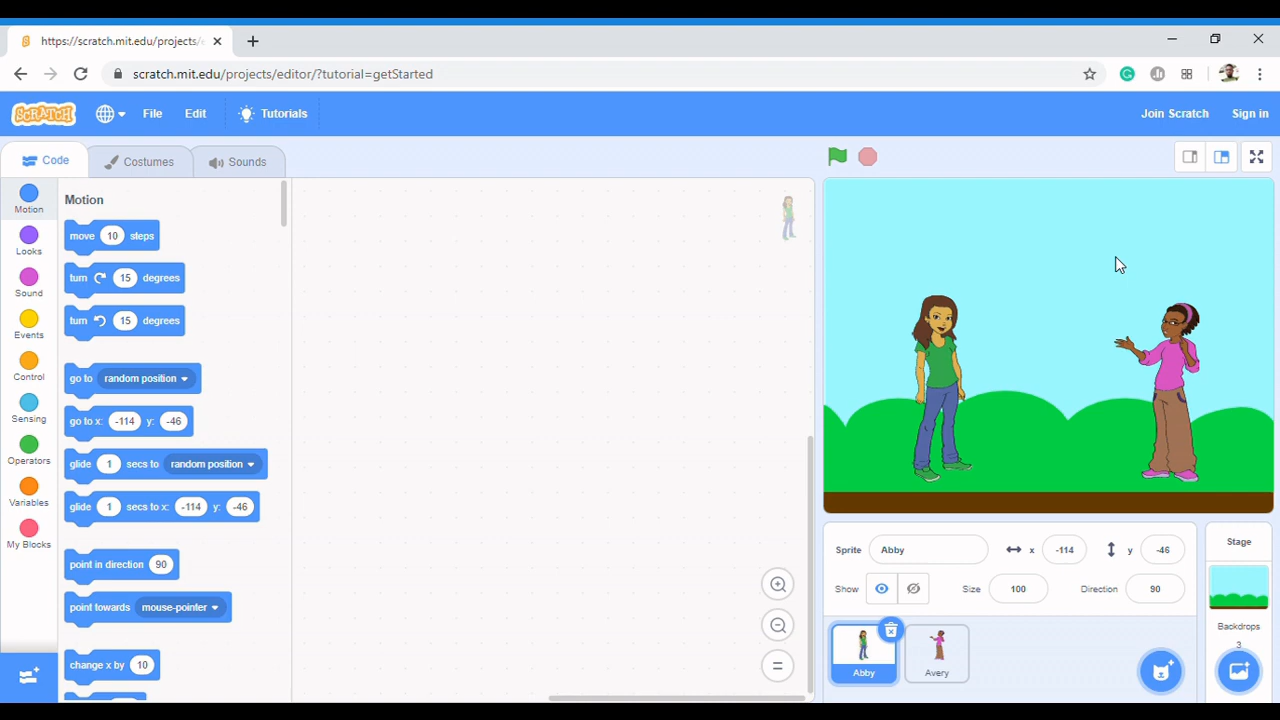 https://scratch.mit.edu/projects/e
scratch.mit.edu/projects/editor/?tutorial=getStarted
SCRATCH File Edit Tutorials Join Scratch Sign in
Code Costumes Sounds
Motion
Looks
Sound
Events
Control
Sensing
Operators
Variables
My Blocks
Motion
move 10 steps
turn 15 degrees
turn 15 degrees
go to random position
go to x: -114 y: -46
glide 1 secs to random position
glide 1 secs to x: -114 y: -46
point in direction 90
point towards mouse-pointer
change x by 10
Sprite Abby x -114 y -46
Show Size 100 Direction 90
Abby Avery
Stage
Backdrops
3